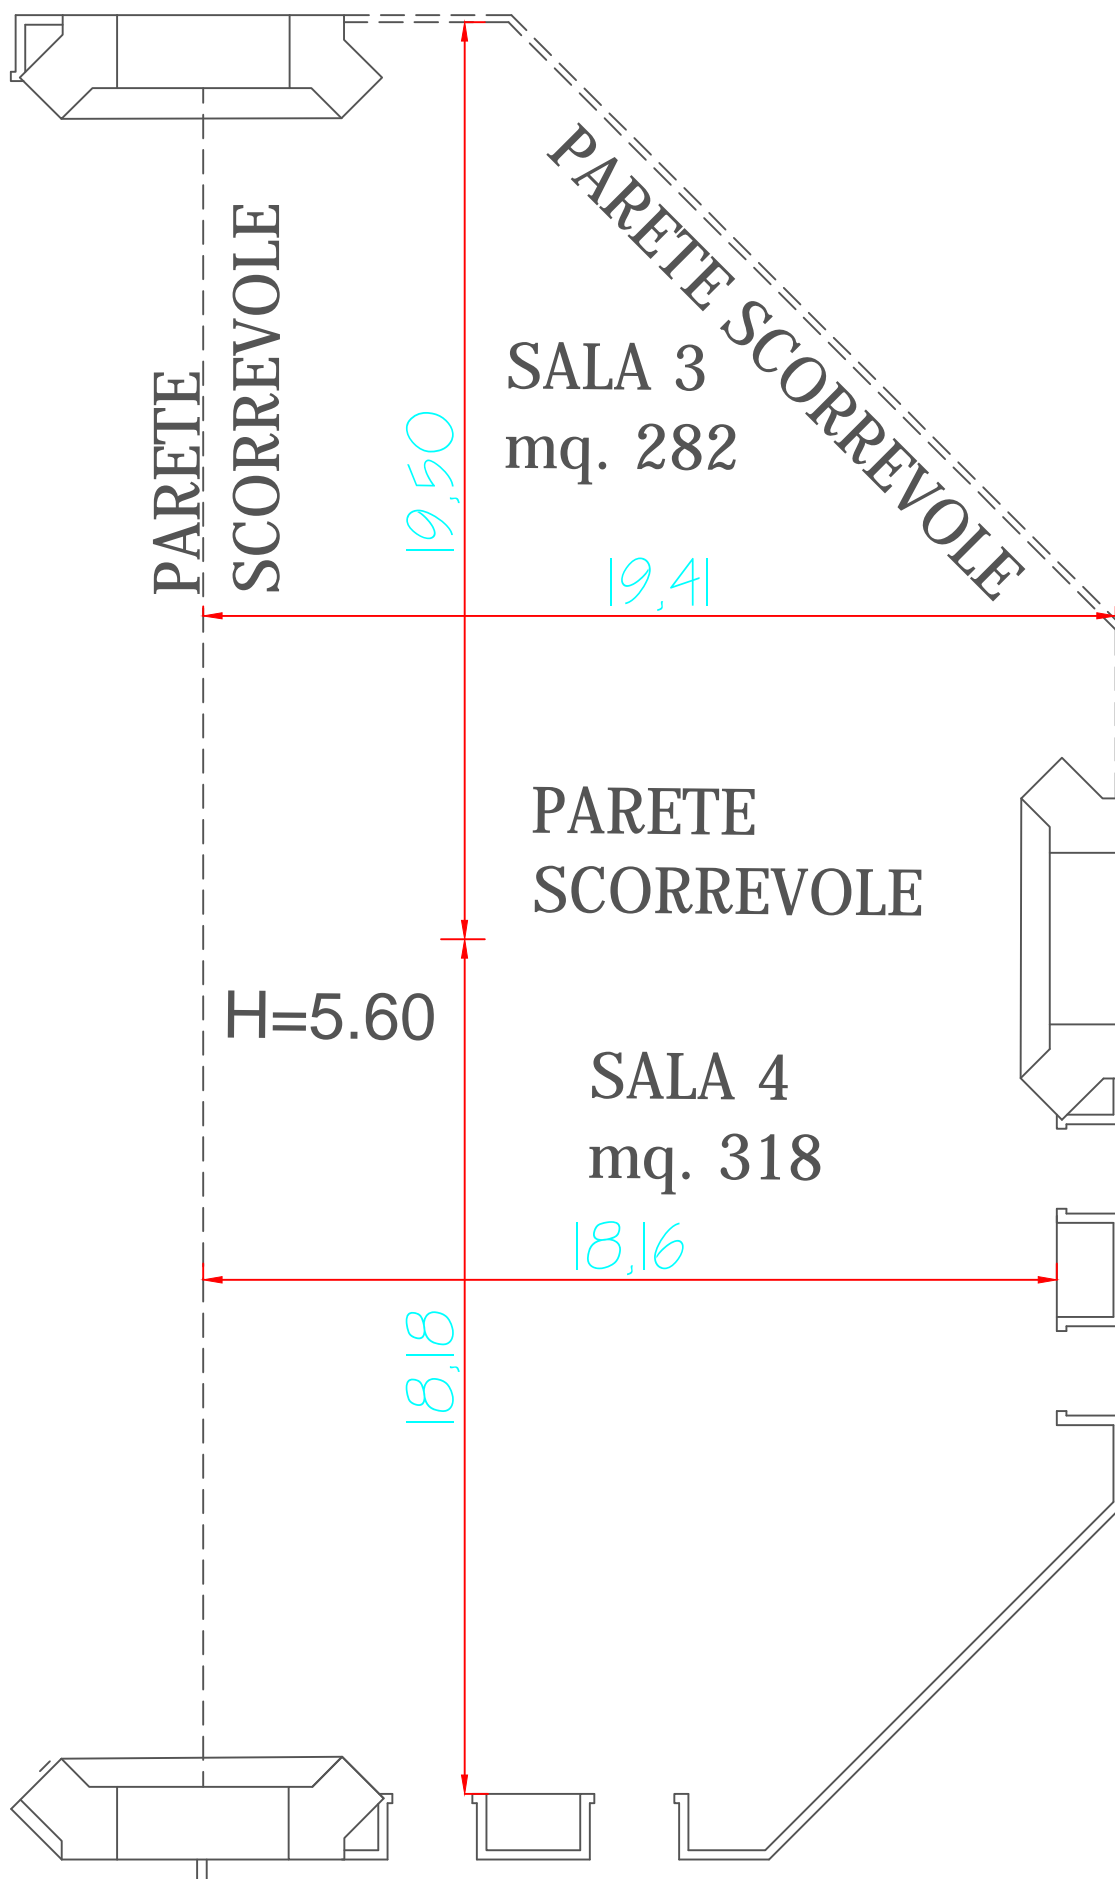 PARETE SCORREVOLE
PARETE
SCORREVOLE
SALA 3
mq. 282
19,50
19,41
PARETE
SCORREVOLE
H=5.60
SALA 4
mq. 318
18,16
18,18